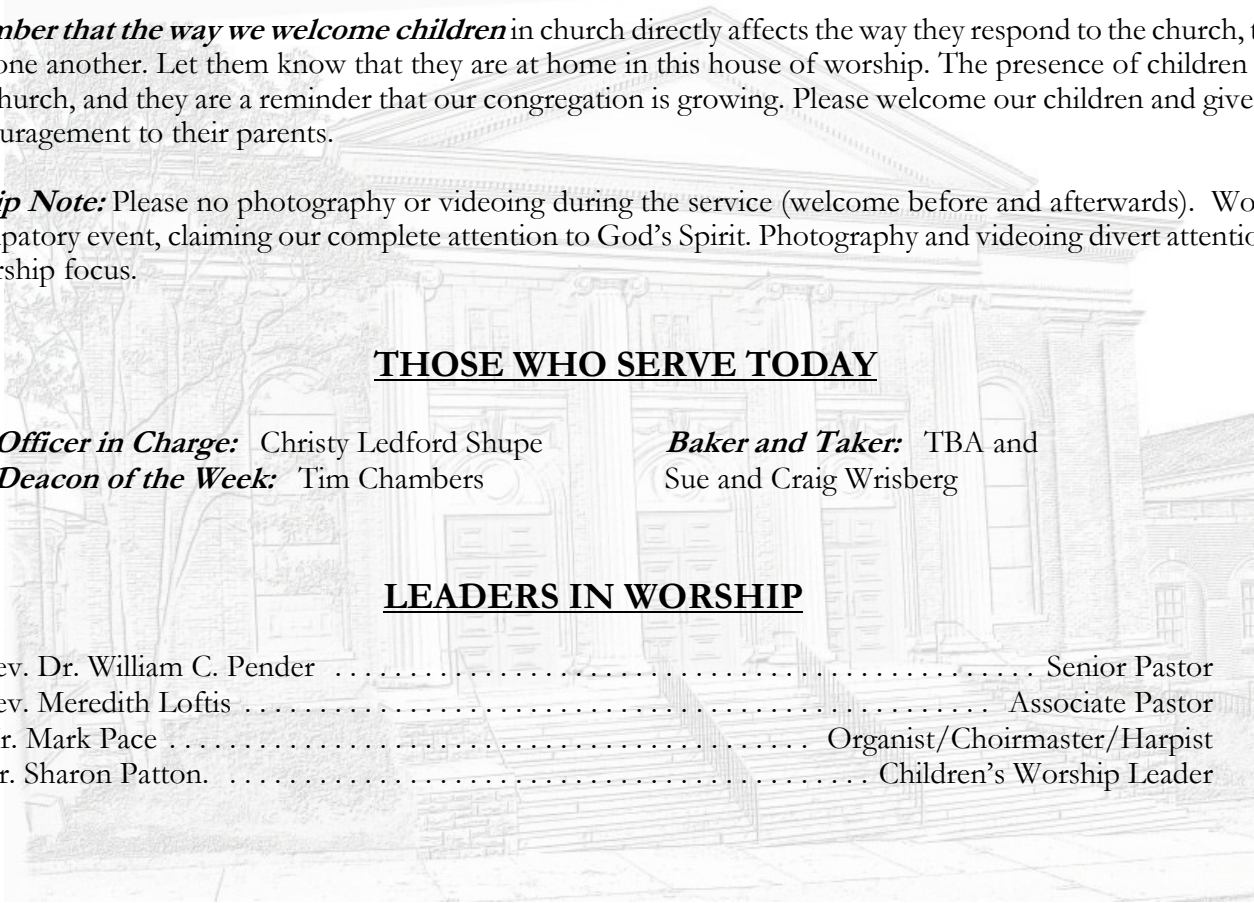 mber that the way we welcome children in church directly affects the way they respond to the church, t
one another. Let them know that they are at home in this house of worship. The presence of children
hurch, and they are a reminder that our congregation is growing. Please welcome our children and give
uragement to their parents.
ip Note: Please no photography or videoing during the service (welcome before and afterwards). Wo
ipatory event, claiming our complete attention to God's Spirit. Photography and videoing divert attentio
rship focus.
THOSE WHO SERVE TODAY
Officer in Charge: Christy Ledford Shupe
Deacon of the Week: Tim Chambers
Baker and Taker: TBA and
Sue and Craig Wrisberg
LEADERS IN WORSHIP
ev. Dr. William C. Pender . . . . . . . . . . . . . . . . . . . . . . . . . . . . . . . . . . . . . . . . . . . . . . . . . . . . . . . . Senior Pastor
ev. Meredith Loftis . . . . . . . . . . . . . . . . . . . . . . . . . . . . . . . . . . . . . . . . . . . . . . . . . . . . . . . . . . . . Associate Pastor
r. Mark Pace . . . . . . . . . . . . . . . . . . . . . . . . . . . . . . . . . . . . . . . . . . . . . . . . . . . . Organist/Choirmaster/Harpist
r. Sharon Patton. . . . . . . . . . . . . . . . . . . . . . . . . . . . . . . . . . . . . . . . . . . . . . . . . . . . Children's Worship Leader